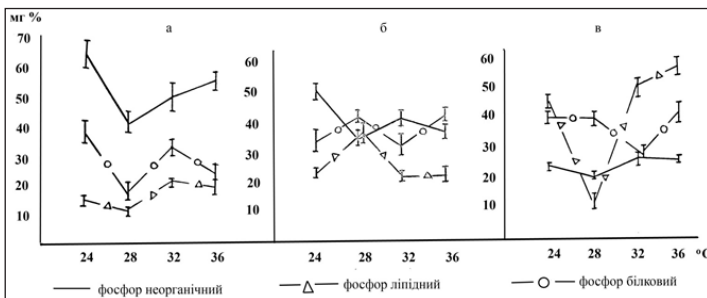 мг %
а
б
в
70
60
50
40
30
20
10
60
50
40
30
20
10
60
50
40
30
20
10
24 28 32 36
24 28 32 36
24 28 32 36 °С
фосфор неорганічний
фосфор ліпідний
фосфор білковий